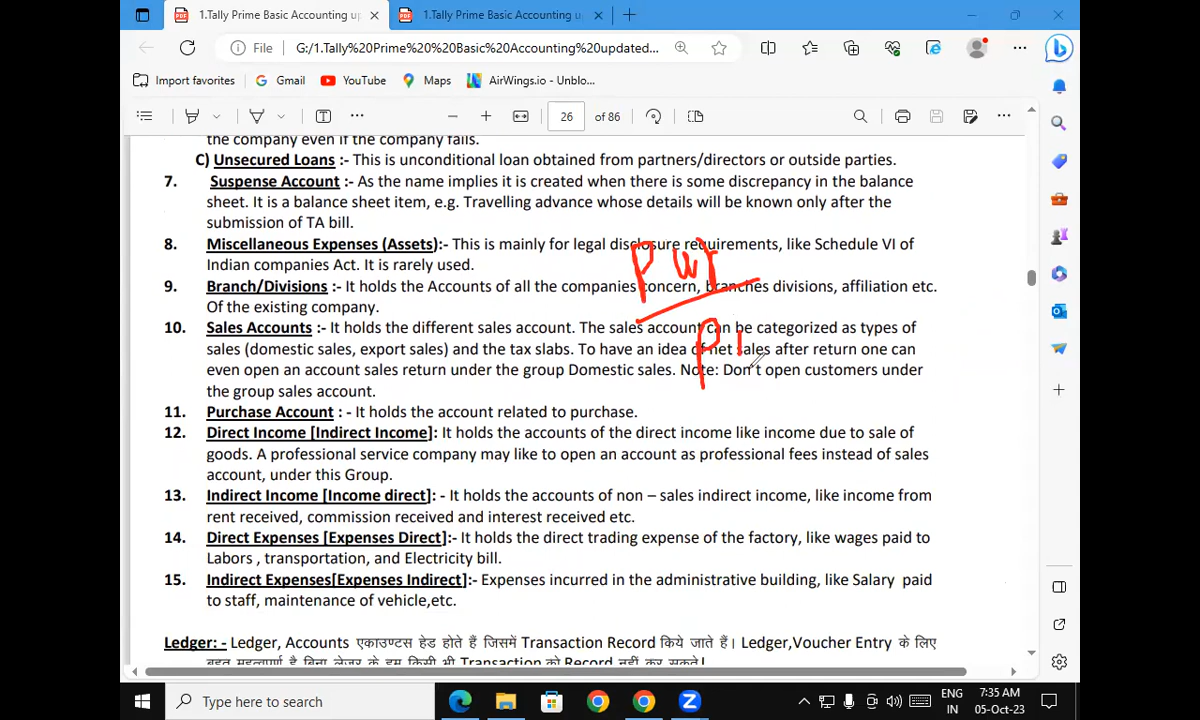 1.Tally Prime Basic Accounting up
1.Tally Prime Basic Accounting u
File
G:/1.Tally%20Prime%20%20Basic%20Accounting%20updated...
Import favorites
Gmail
YouTube
Maps
AirWings.io - Unblo...
26 of 86
the company even if the company fails.
C) Unsecured Loans :- This is unconditional loan obtained from partners/directors or outside parties.
7. Suspense Account :- As the name implies it is created when there is some discrepancy in the balance
sheet. It is a balance sheet item, e.g. Travelling advance whose details will be known only after the
submission of TA bill.
8. Miscellaneous Expenses (Assets):- This is mainly for legal disclosure requirements, like Schedule VI of
Indian companies Act. It is rarely used.
9. Branch/Divisions :- It holds the Accounts of all the companies concern, branches divisions, affiliation etc.
Of the existing company.
10. Sales Accounts :- It holds the different sales account. The sales account can be categorized as types of
sales (domestic sales, export sales) and the tax slabs. To have an idea of net sales after return one can
even open an account sales return under the group Domestic sales. Note: Don't open customers under
the group sales account.
11. Purchase Account : - It holds the account related to purchase.
12. Direct Income [Indirect Income]: It holds the accounts of the direct income like income due to sale of
goods. A professional service company may like to open an account as professional fees instead of sales
account, under this Group.
13. Indirect Income [Income direct]: - It holds the accounts of non – sales indirect income, like income from
rent received, commission received and interest received etc.
14. Direct Expenses [Expenses Direct]:- It holds the direct trading expense of the factory, like wages paid to
Labors , transportation, and Electricity bill.
15. Indirect Expenses[Expenses Indirect]:- Expenses incurred in the administrative building, like Salary paid
to staff, maintenance of vehicle,etc.
Ledger: - Ledger, Accounts एकाउण्टस हेड होते हैं जिसमें Transaction Record किये जाते हैं। Ledger,Voucher Entry के लिए
बहुत महत्वपूर्ण है बिना लेजर के हम किसी भी Transaction को Record नहीं कर सकते।
Type here to search
ENG
IN
7:35 AM
05-Oct-23